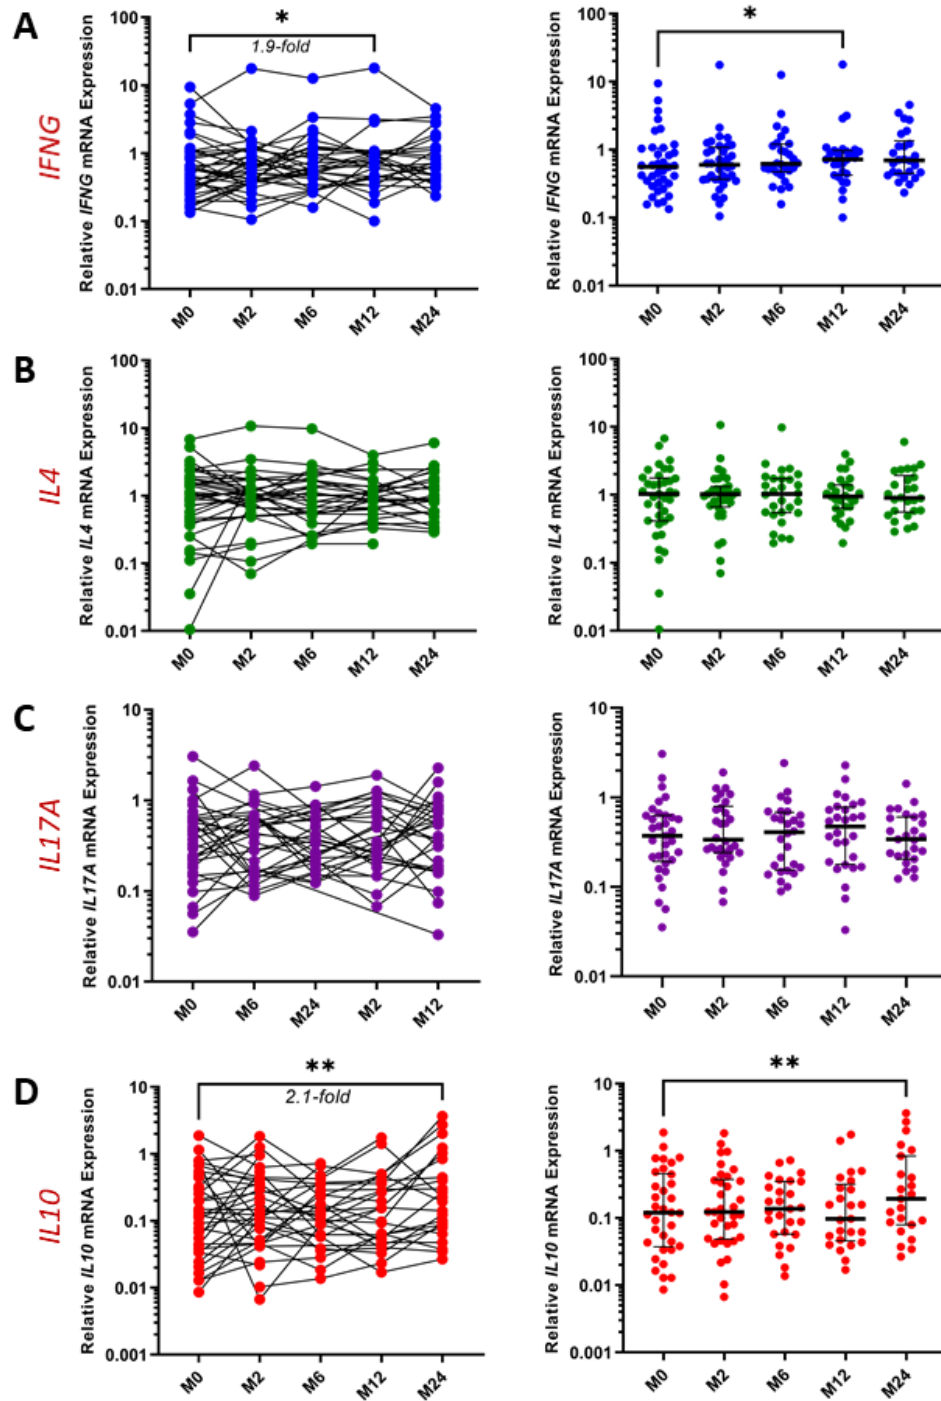 A
IFNG
Relative IFNG mRNA Expression
100
10
1
0.1
0.01
*
1.9-fold
M0 M2 M6 M12 M24
Relative IFNG mRNA Expression
100
10
1
0.1
0.01
*
M0 M2 M6 M12 M24
B
IL4
Relative IL4 mRNA Expression
100
10
1
0.1
0.01
M0 M2 M6 M12 M24
Relative IL4 mRNA Expression
100
10
1
0.1
0.01
M0 M2 M6 M12 M24
C
IL17A
Relative IL17A mRNA Expression
10
1
0.1
0.01
M0 M6 M24 M2 M12
Relative IL17A mRNA Expression
10
1
0.1
0.01
M0 M2 M6 M12 M24
D
IL10
Relative IL10 mRNA Expression
10
1
0.1
0.01
0.001
**
2.1-fold
M0 M2 M6 M12 M24
Relative IL10 mRNA Expression
10
1
0.1
0.01
0.001
**
M0 M2 M6 M12 M24